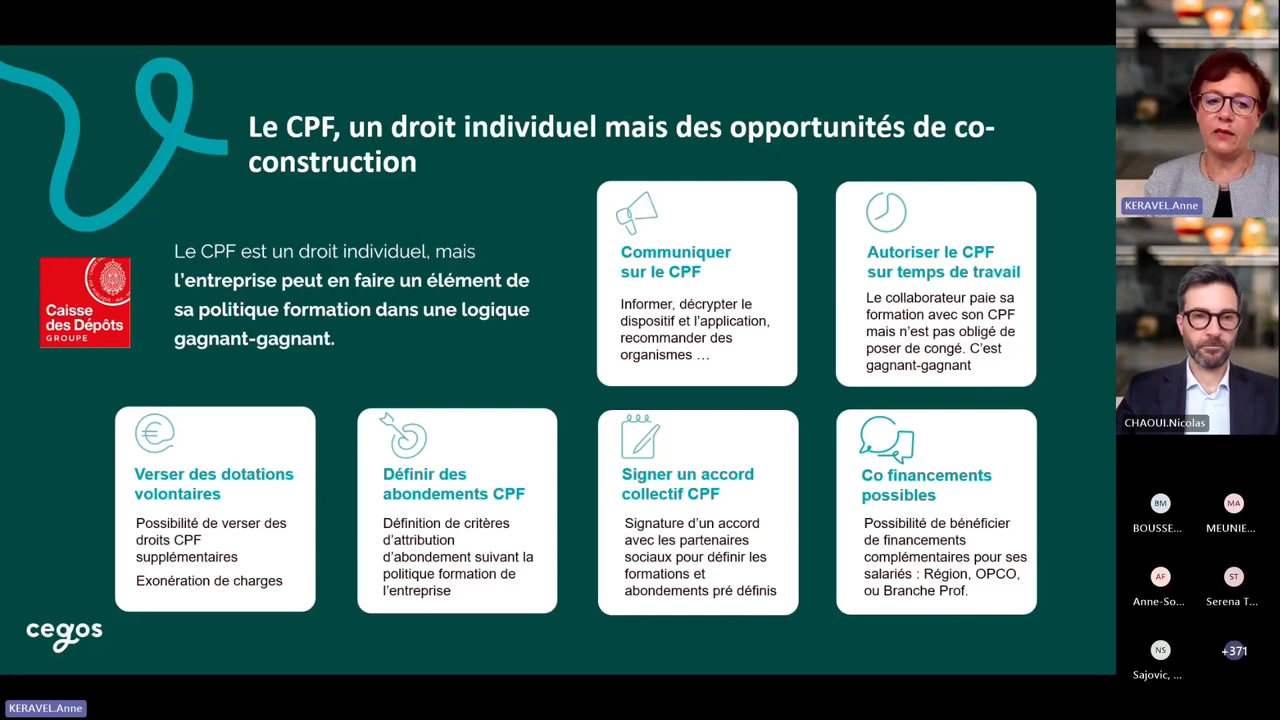 Le CPF, un droit individuel mais des opportunités de co-
construction
Le CPF est un droit individuel, mais
l'entreprise peut en faire un élément de
sa politique formation dans une logique
gagnant-gagnant.
Caisse
des Dépôts
GROUPE
Communiquer
sur le CPF
Informer, décrypter le
dispositif et l'application,
recommander des
organismes …
Autoriser le CPF
sur temps de travail
Le collaborateur paie sa
formation avec son CPF
mais n'est pas obligé de
poser de congé. C'est
gagnant-gagnant
Verser des dotations
volontaires
Possibilité de verser des
droits CPF
supplémentaires
Exonération de charges
Définir des
abondements CPF
Définition de critères
d'attribution
d'abondement suivant la
politique formation de
l'entreprise
Signer un accord
collectif CPF
Signature d'un accord
avec les partenaires
sociaux pour définir les
formations et
abondements pré définis
Co financements
possibles
Possibilité de bénéficier
de financements
complémentaires pour ses
salariés : Région, OPCO,
ou Branche Prof.
cegos
KERAVEL.Anne
KERAVEL.Anne
CHAOUI.Nicolas
BM
BOUSSE...
MA
MEUNIE...
AF
Anne-So...
ST
Serena T...
NS
Sajovic, ...
+371